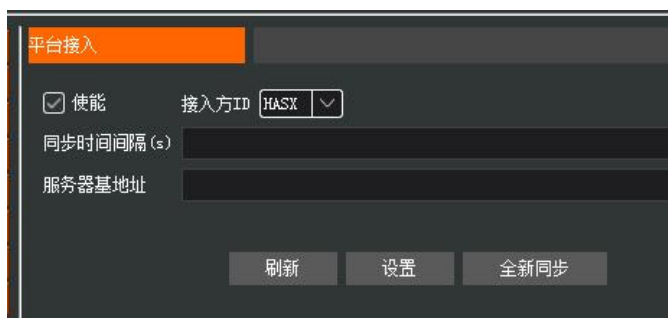 平台接入
使能 接入方ID HASX
同步时间间隔(s)
服务器基地址
刷新 设置 全新同步